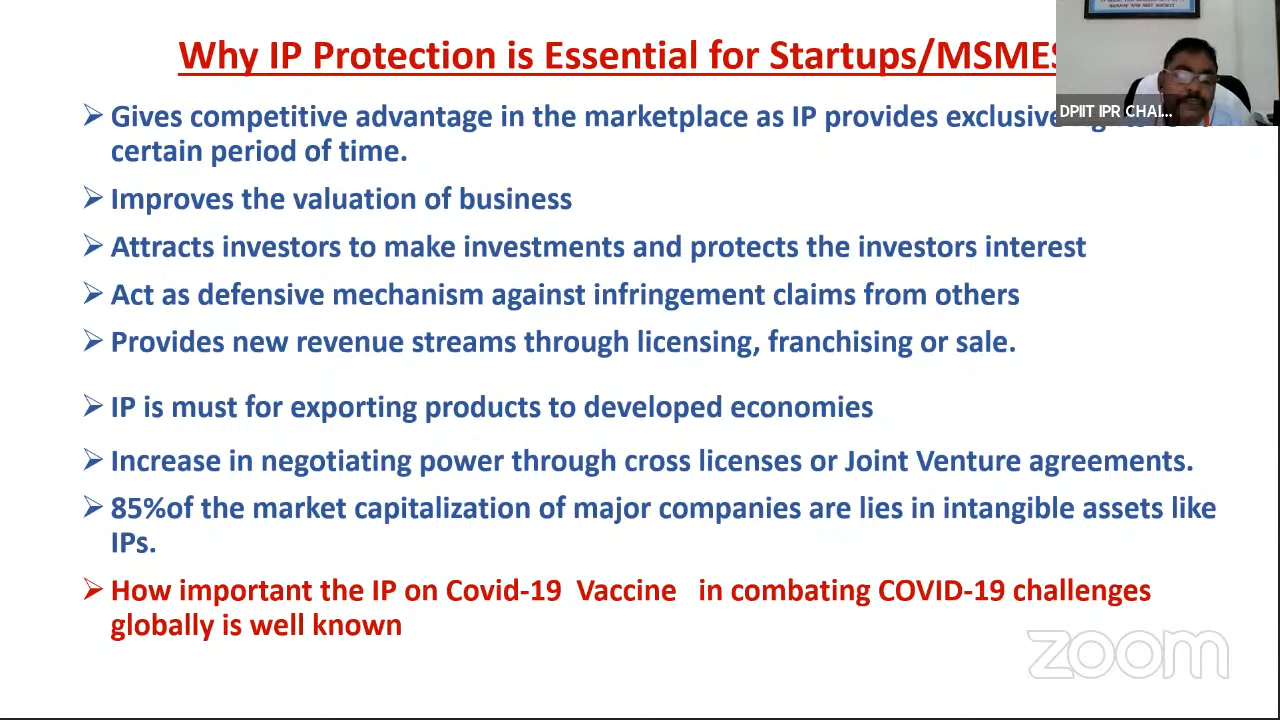 Why IP Protection is Essential for Startups/MSMES
DPIIT IPR CHAI...
➢ Gives competitive advantage in the marketplace as IP provides exclusive
certain period of time.
➢ Improves the valuation of business
➢ Attracts investors to make investments and protects the investors interest
➢ Act as defensive mechanism against infringement claims from others
➢ Provides new revenue streams through licensing, franchising or sale.
➢ IP is must for exporting products to developed economies
➢ Increase in negotiating power through cross licenses or Joint Venture agreements.
➢ 85%of the market capitalization of major companies are lies in intangible assets like
IPs.
➢ How important the IP on Covid-19 Vaccine in combating COVID-19 challenges
globally is well known
zoom